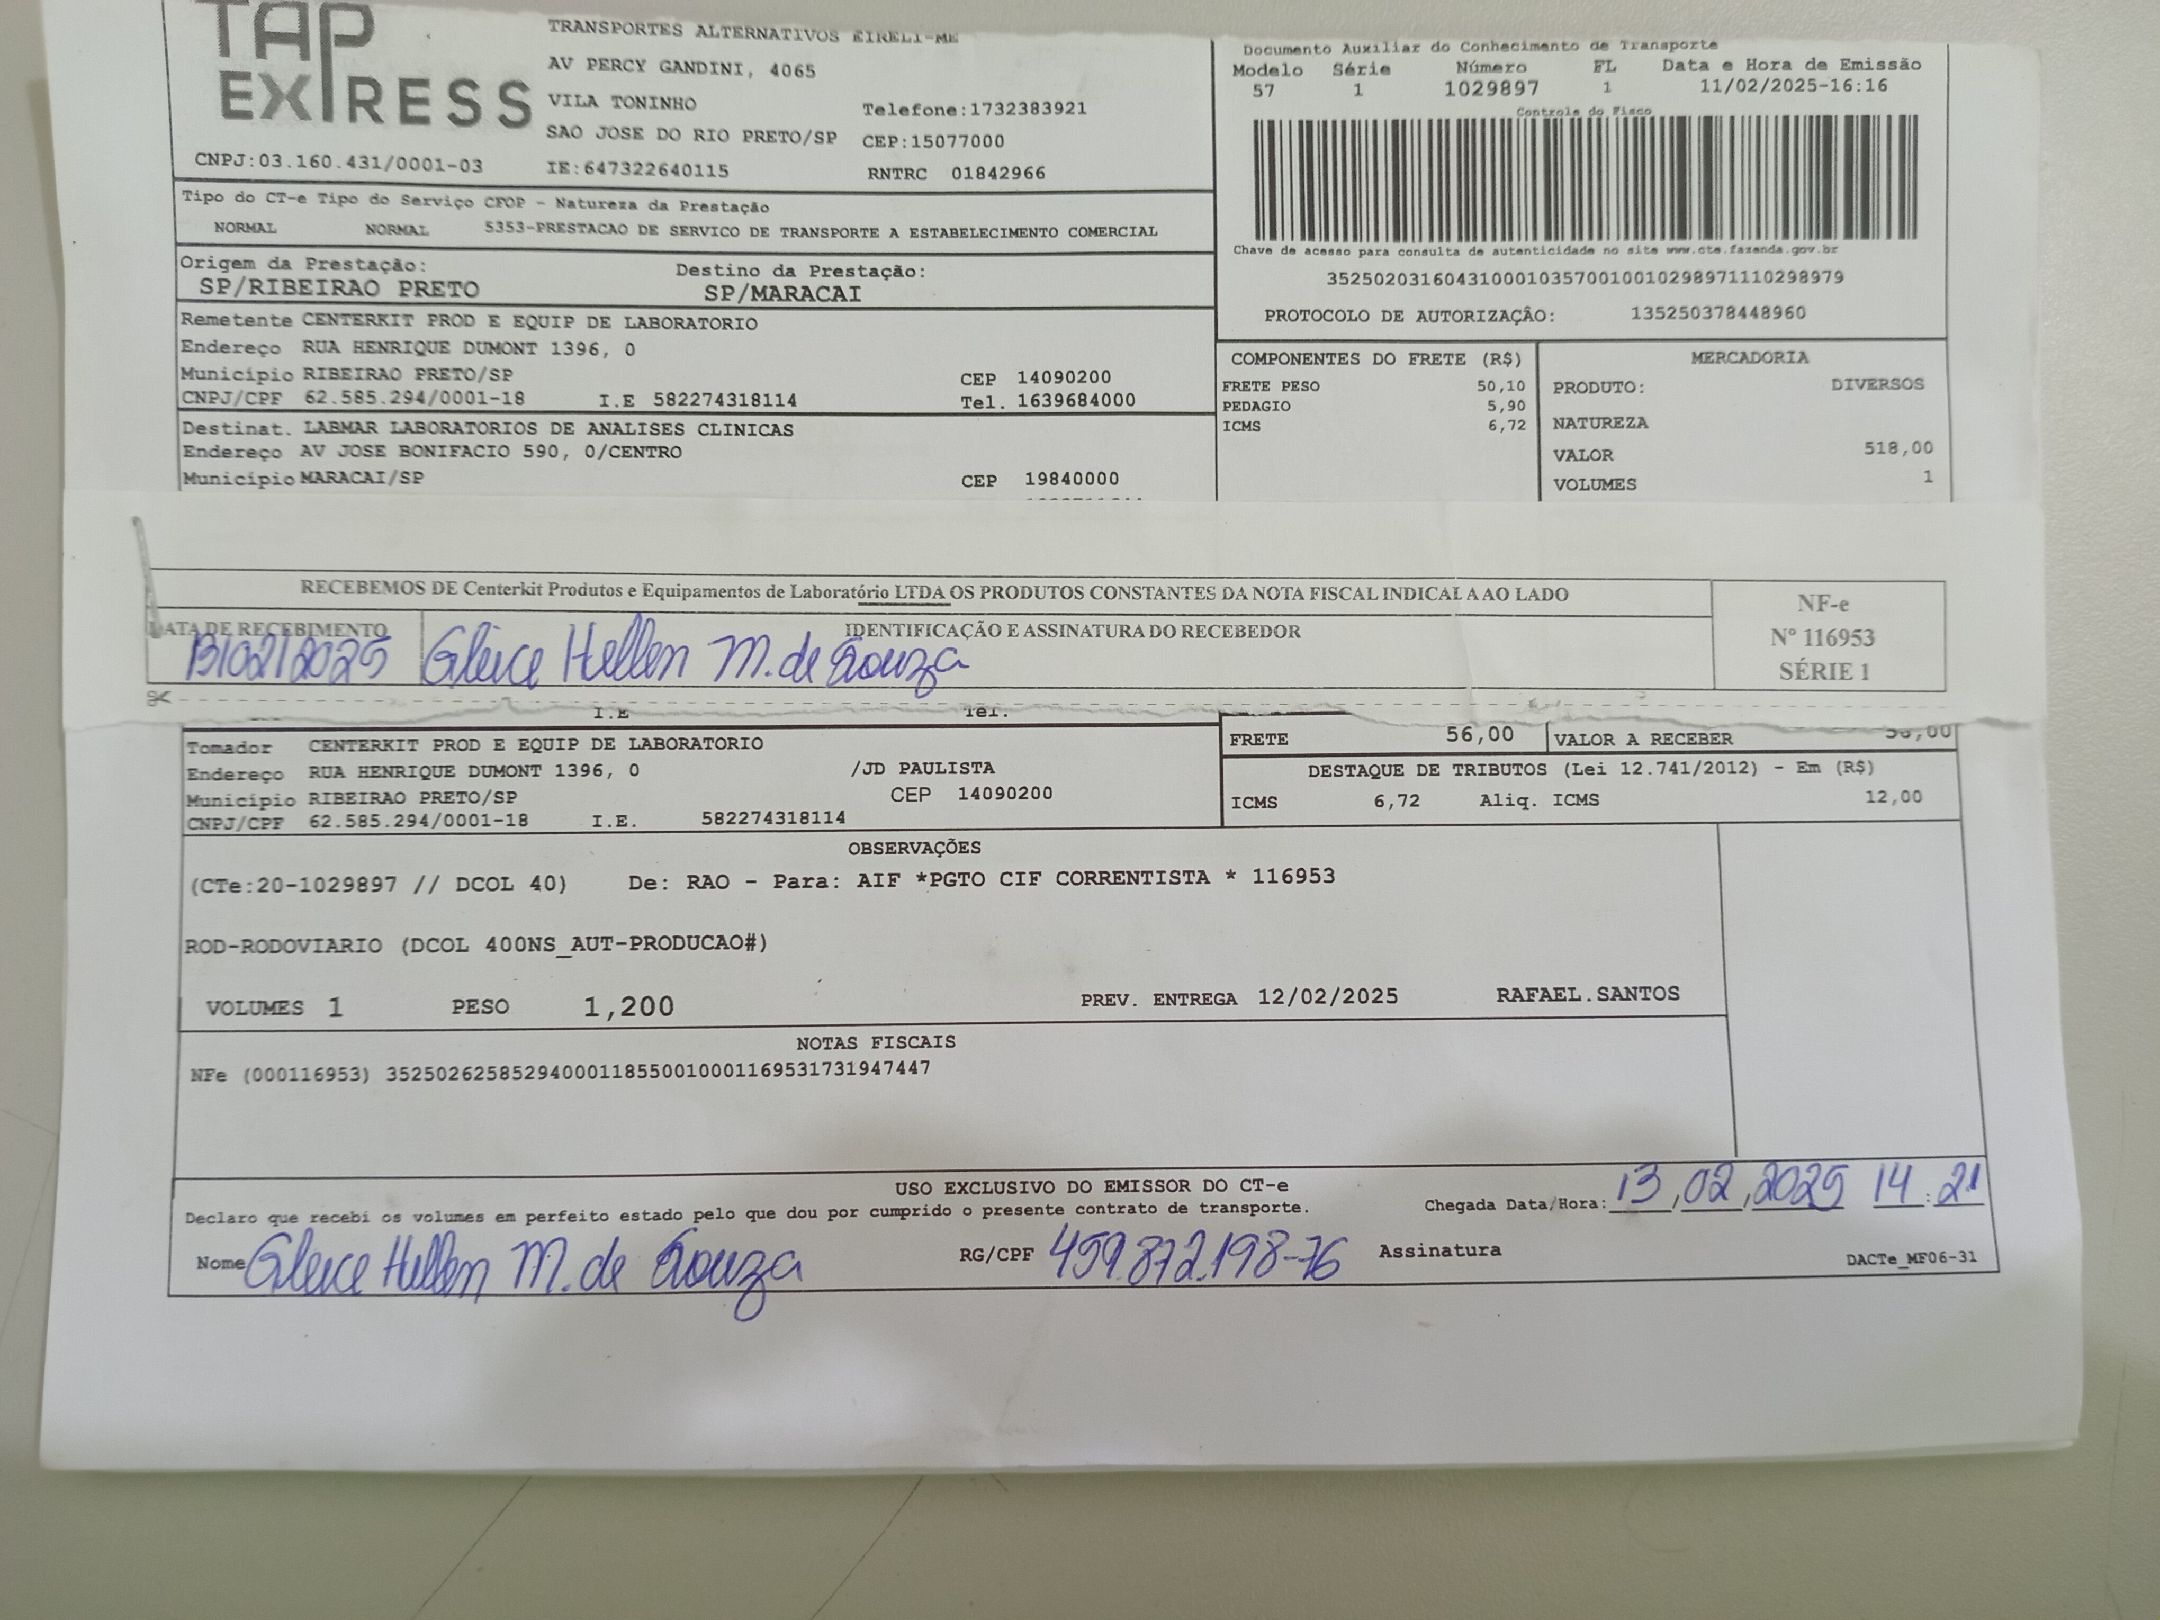 TAP
EXPRESS
TRANSPORTES ALTERNATIVOS EIRELI-ME
AV PERCY GANDINI, 4065
VILA TONINHO Telefone:1732383921
SAO JOSE DO RIO PRETO/SP CEP:15077000
CNPJ:03.160.431/0001-03 IE:647322640115 RNTRC 01842966
Documento Auxiliar do Conhecimento de Transporte
Modelo Série Número FL Data e Hora de Emissão
57 1 1029897 1 11/02/2025-16:16
Controle do Fisco
Chave de acesso para consulta de autenticidade no site www.cte.fazenda.gov.br
35250203160431000103570010010298971110298979
PROTOCOLO DE AUTORIZAÇÃO: 135250378448960
Tipo do CT-e Tipo do Serviço CFOP - Natureza da Prestação
NORMAL NORMAL 5353-PRESTACAO DE SERVICO DE TRANSPORTE A ESTABELECIMENTO COMERCIAL
Origem da Prestação: Destino da Prestação:
SP/RIBEIRAO PRETO SP/MARACAI
Remetente CENTERKIT PROD E EQUIP DE LABORATORIO
Endereço RUA HENRIQUE DUMONT 1396, 0
Município RIBEIRAO PRETO/SP CEP 14090200
CNPJ/CPF 62.585.294/0001-18 I.E 582274318114 Tel. 1639684000
Destinat. LABMAR LABORATORIOS DE ANALISES CLINICAS
Endereço AV JOSE BONIFACIO 590, 0/CENTRO
Município MARACAI/SP CEP 19840000
COMPONENTES DO FRETE (R$)
FRETE PESO 50,10
PEDAGIO 5,90
ICMS 6,72
MERCADORIA
PRODUTO: DIVERSOS
NATUREZA
VALOR 518,00
VOLUMES 1
RECEBEMOS DE Centerkit Produtos e Equipamentos de Laboratório LTDA OS PRODUTOS CONSTANTES DA NOTA FISCAL INDICALA AO LADO
DATA DE RECEBIMENTO IDENTIFICAÇÃO E ASSINATURA DO RECEBEDOR
13/02/2025 Gleice Hellen M. de Souza
NF-e
Nº 116953
SÉRIE 1
I.E Tel.
Tomador CENTERKIT PROD E EQUIP DE LABORATORIO
Endereço RUA HENRIQUE DUMONT 1396, 0 /JD PAULISTA
Município RIBEIRAO PRETO/SP CEP 14090200
CNPJ/CPF 62.585.294/0001-18 I.E. 582274318114
FRETE 56,00 VALOR A RECEBER 56,00
DESTAQUE DE TRIBUTOS (Lei 12.741/2012) - Em (R$)
ICMS 6,72 Aliq. ICMS 12,00
OBSERVAÇÕES
(CTe:20-1029897 // DCOL 40) De: RAO - Para: AIF *PGTO CIF CORRENTISTA * 116953
ROD-RODOVIARIO (DCOL 400NS_AUT-PRODUCAO#)
VOLUMES 1 PESO 1,200 PREV. ENTREGA 12/02/2025 RAFAEL.SANTOS
NOTAS FISCAIS
NFe (000116953) 35250262585294000118550010001169531731947447
USO EXCLUSIVO DO EMISSOR DO CT-e
Declaro que recebi os volumes em perfeito estado pelo que dou por cumprido o presente contrato de transporte.
Chegada Data/Hora: 13/02/2025 14:21
Nome Gleice Hellen M. de Souza RG/CPF 459.872.198-76 Assinatura
DACTe_MF06-31